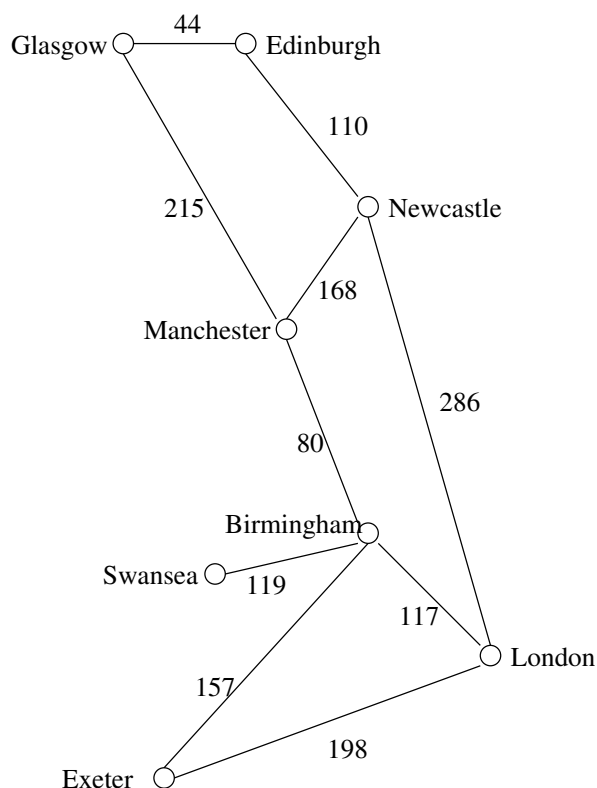 44
Glasgow
Edinburgh
110
215
Newcastle
168
Manchester
286
80
Birmingham
Swansea
119
117
London
157
198
Exeter